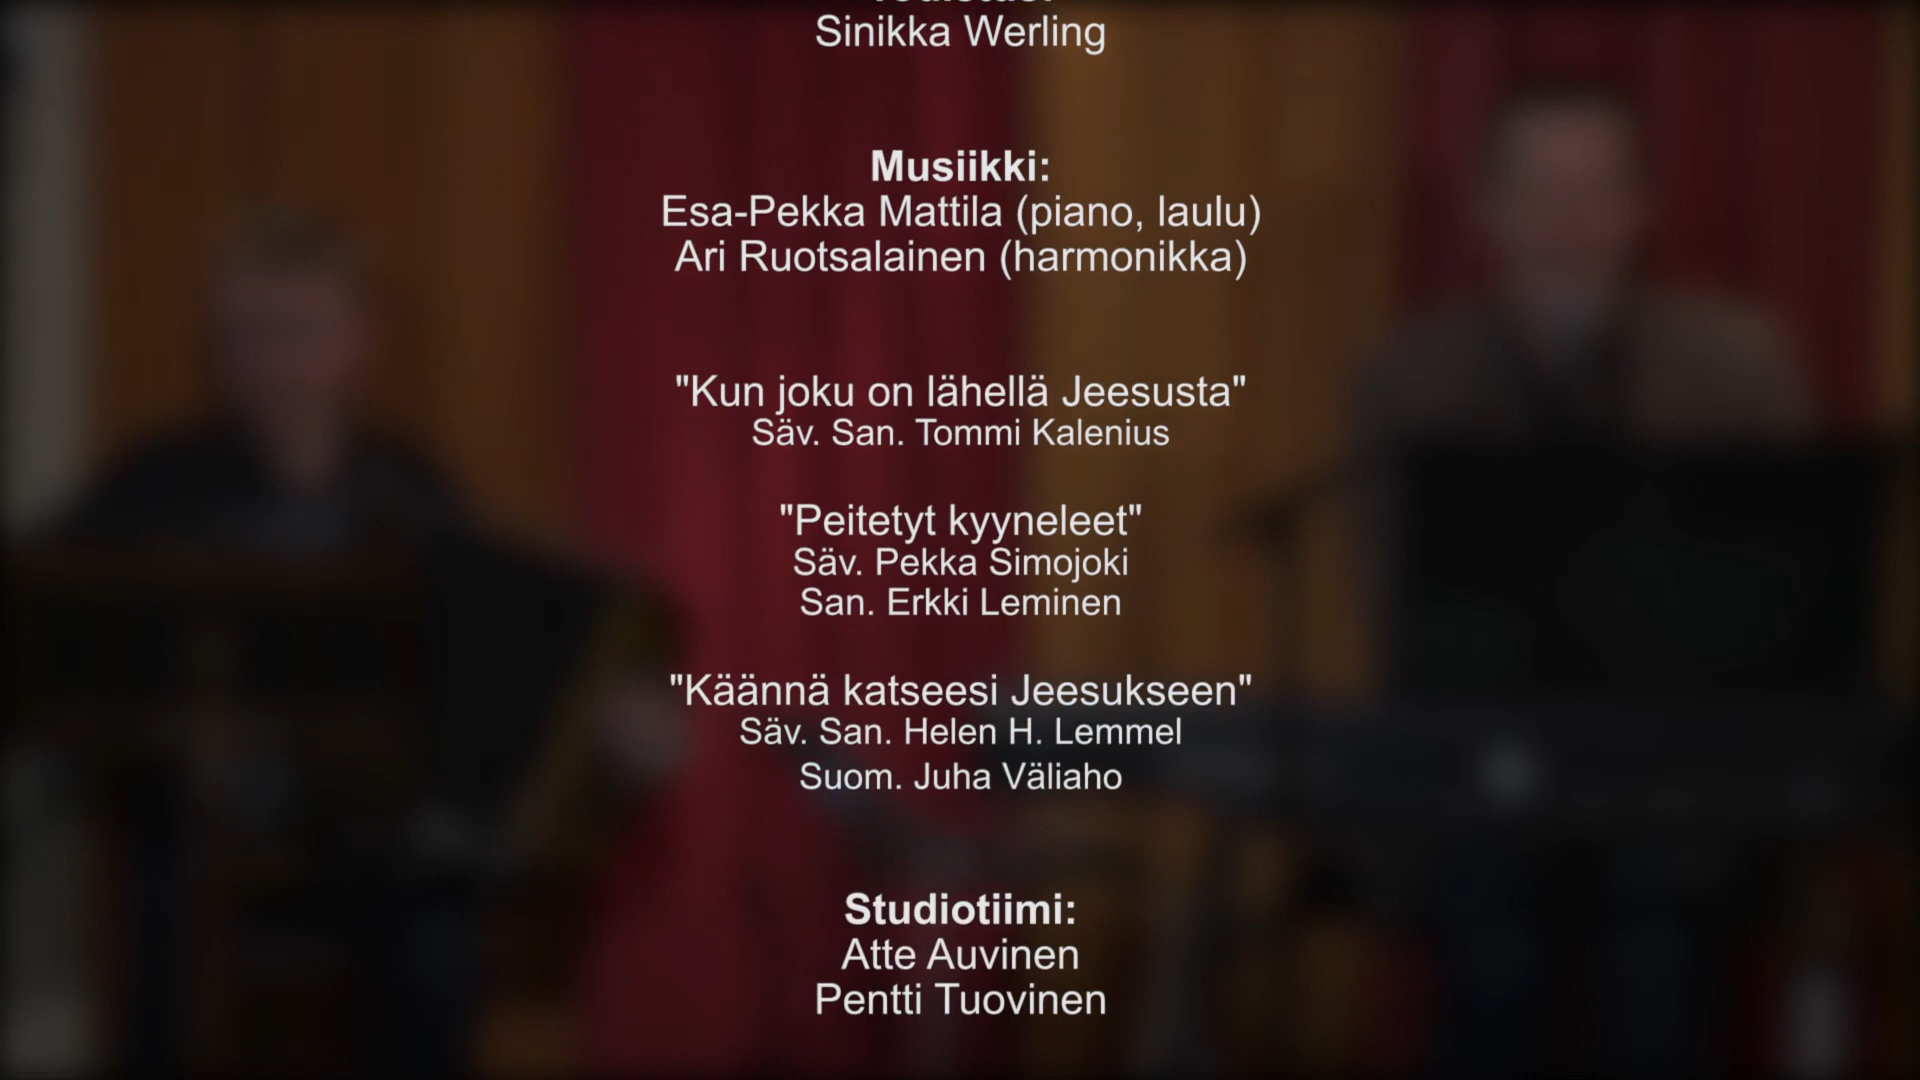 Sinikka Werling
Musiikki:
Esa-Pekka Mattila (piano, laulu)
Ari Ruotsalainen (harmonikka)
"Kun joku on lähellä Jeesusta"
Säv. San. Tommi Kalenius
"Peitetyt kyyneleet"
Säv. Pekka Simojoki
San. Erkki Leminen
"Käännä katseesi Jeesukseen"
Säv. San. Helen H. Lemmel
Suom. Juha Väliaho
Studiotiimi:
Atte Auvinen
Pentti Tuovinen